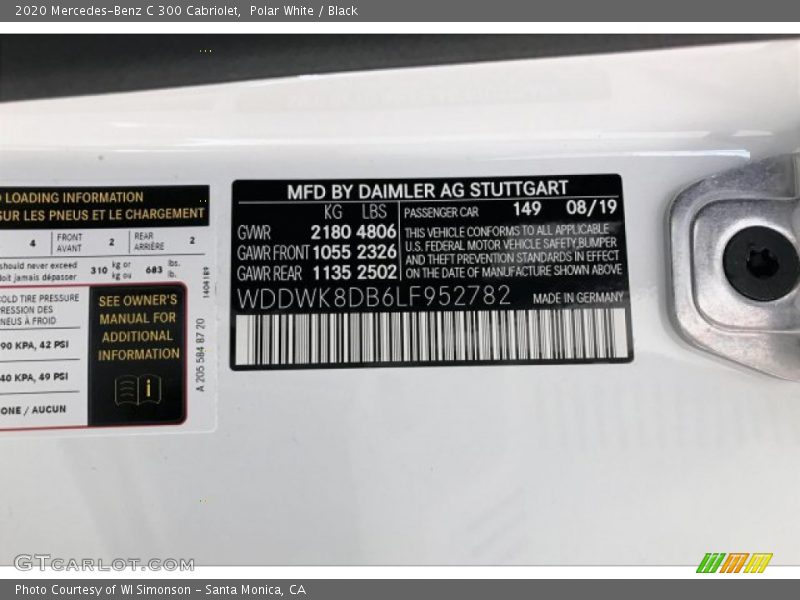 2020 Mercedes-Benz C 300 Cabriolet, Polar White / Black
LOADING INFORMATION
SUR LES PNEUS ET LE CHARGEMENT
4 FRONT AVANT 2 REAR ARRIÈRE 2
should never exceed
doit jamais dépasser 310 kg or kg ou 683 lbs. lb.
COLD TIRE PRESSURE
PRESSION DES
PNEUS À FROID
90 KPA, 42 PSI
40 KPA, 49 PSI
ONE / AUCUN
SEE OWNER'S
MANUAL FOR
ADDITIONAL
INFORMATION
A 205 584 87 20
1404189
MFD BY DAIMLER AG STUTTGART
KG LBS
GVWR 2180 4806
GAWR FRONT 1055 2326
GAWR REAR 1135 2502
PASSENGER CAR 149 08/19
THIS VEHICLE CONFORMS TO ALL APPLICABLE
U.S. FEDERAL MOTOR VEHICLE SAFETY,BUMPER
AND THEFT PREVENTION STANDARDS IN EFFECT
ON THE DATE OF MANUFACTURE SHOWN ABOVE
WDDWK8DB6LF952782 MADE IN GERMANY
GTCarLot.com
Photo Courtesy of WI Simonson - Santa Monica, CA